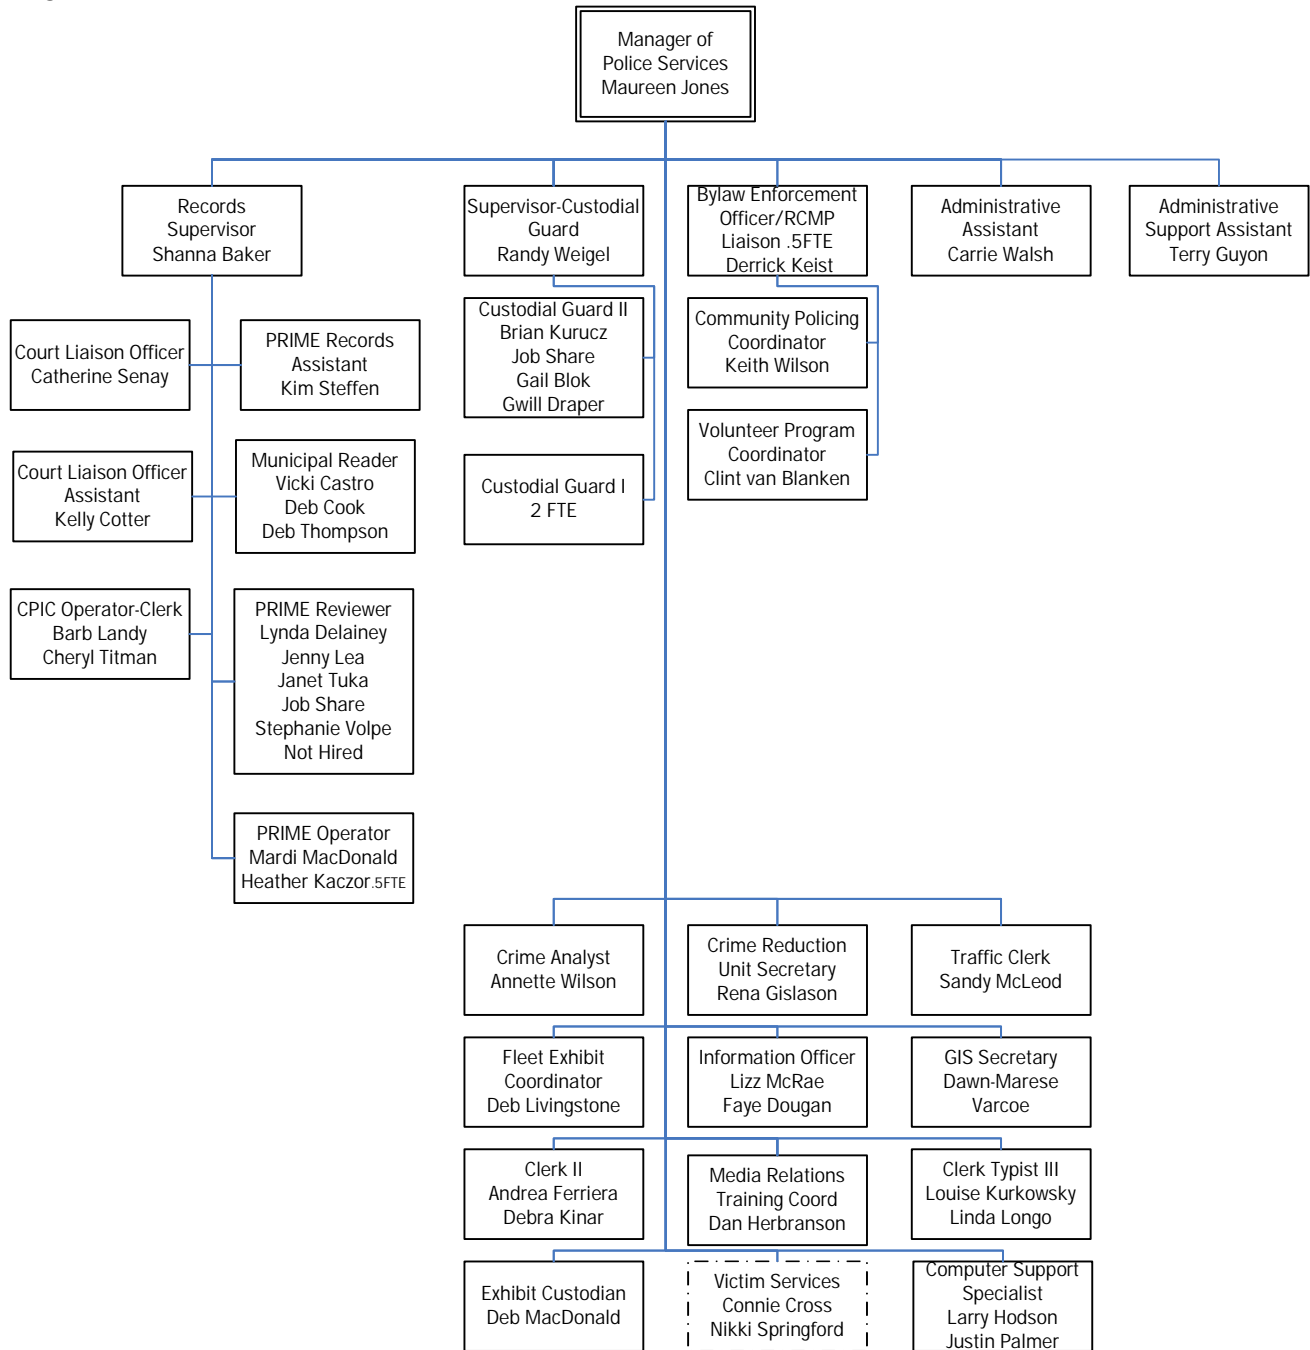 Manager of
Police Services
Maureen Jones
Records
Supervisor
Shanna Baker
Supervisor-Custodial
Guard
Randy Weigel
Bylaw Enforcement
Officer/RCMP
Liaison .5FTE
Derrick Keist
Administrative
Assistant
Carrie Walsh
Administrative
Support Assistant
Terry Guyon
Court Liaison Officer
Catherine Senay
PRIME Records
Assistant
Kim Steffen
Court Liaison Officer
Assistant
Kelly Cotter
Municipal Reader
Vicki Castro
Deb Cook
Deb Thompson
CPIC Operator-Clerk
Barb Landy
Cheryl Titman
PRIME Reviewer
Lynda Delainey
Jenny Lea
Janet Tuka
Job Share
Stephanie Volpe
Not Hired
PRIME Operator
Mardi MacDonald
Heather Kaczor.5FTE
Custodial Guard II
Brian Kurucz
Job Share
Gail Blok
Gwill Draper
Custodial Guard I
2 FTE
Community Policing
Coordinator
Keith Wilson
Volunteer Program
Coordinator
Clint van Blanken
Crime Analyst
Annette Wilson
Crime Reduction
Unit Secretary
Rena Gislason
Traffic Clerk
Sandy McLeod
Fleet Exhibit
Coordinator
Deb Livingstone
Information Officer
Lizz McRae
Faye Dougan
GIS Secretary
Dawn-Marese
Varcoe
Clerk II
Andrea Ferriera
Debra Kinar
Media Relations
Training Coord
Dan Herbranson
Clerk Typist III
Louise Kurkowsky
Linda Longo
Exhibit Custodian
Deb MacDonald
Victim Services
Connie Cross
Nikki Springford
Computer Support
Specialist
Larry Hodson
Justin Palmer